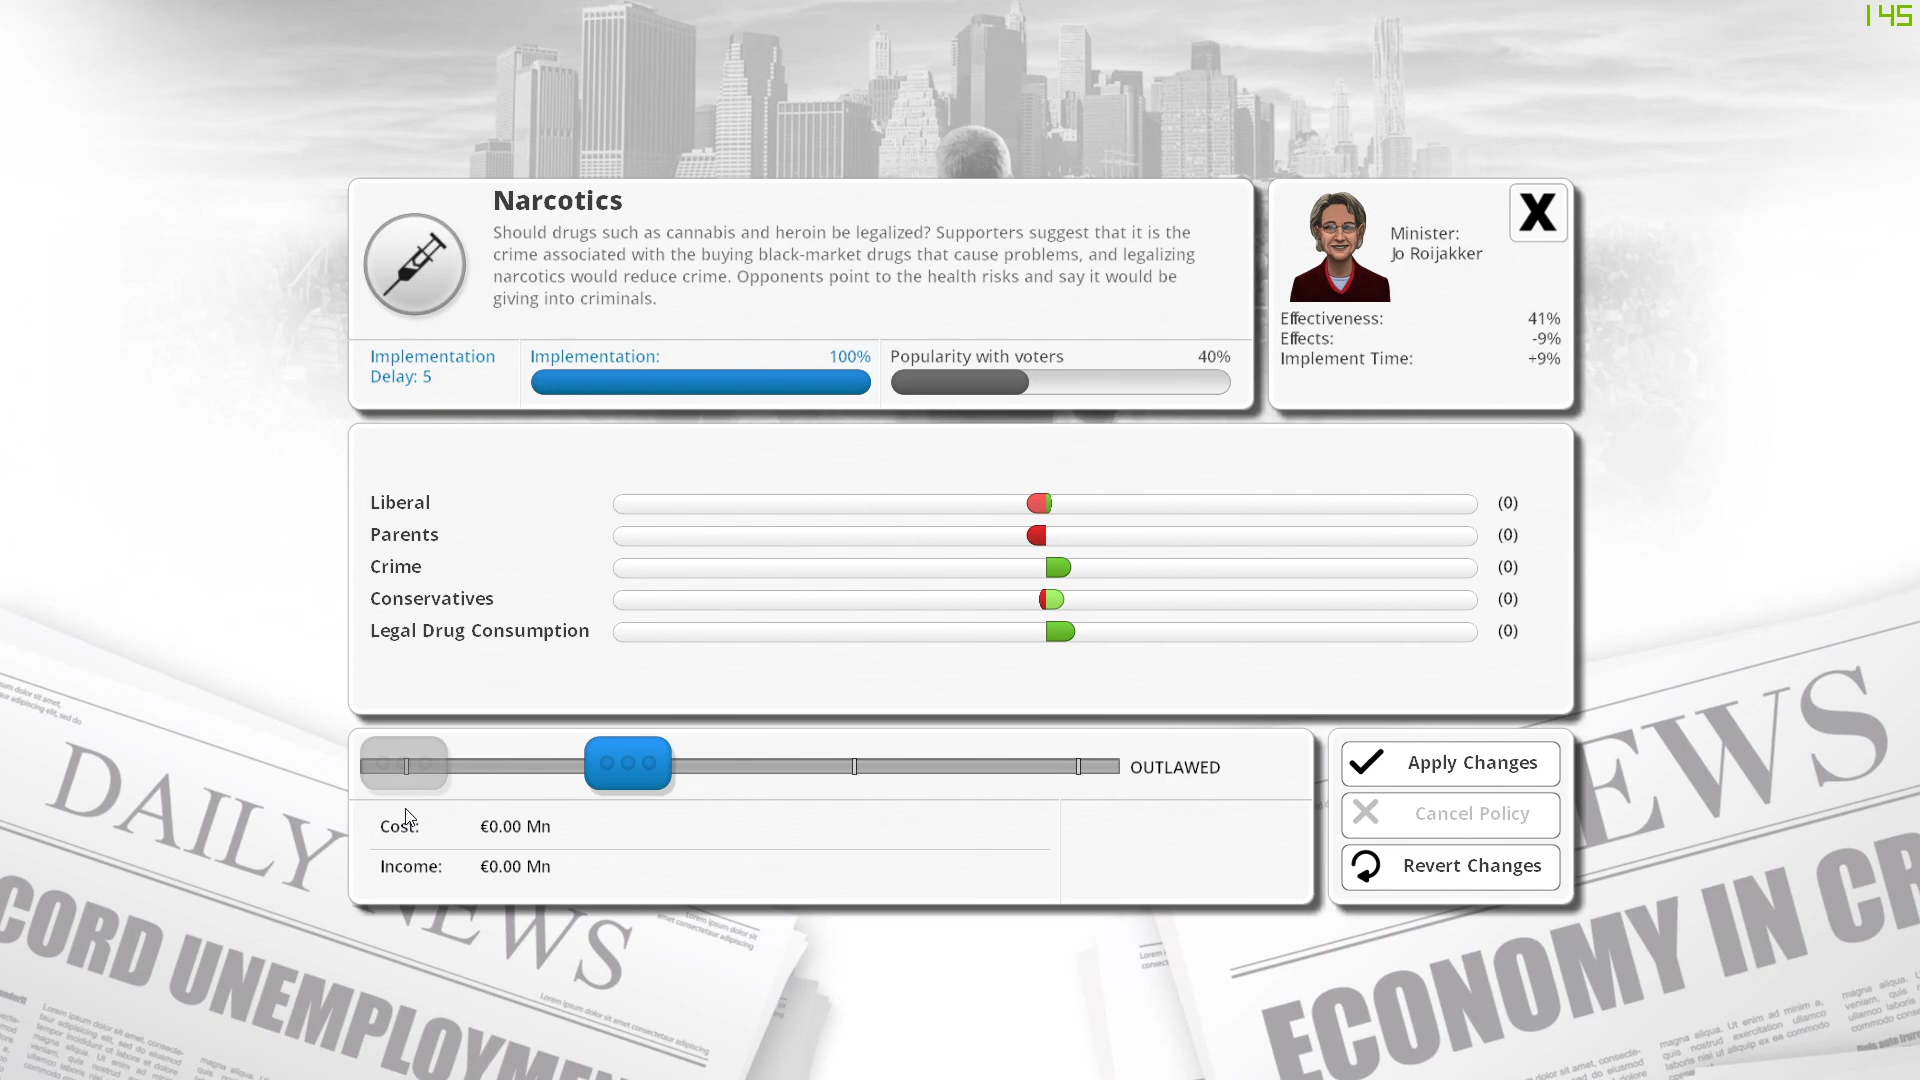 145
Narcotics
Should drugs such as cannabis and heroin be legalized? Supporters suggest that it is the
crime associated with the buying black-market drugs that cause problems, and legalizing
narcotics would reduce crime. Opponents point to the health risks and say it would be
giving into criminals.
Minister:
Jo Roijakker
X
Effectiveness: 41%
Effects: -9%
Implement Time: +9%
Implementation
Delay: 5
Implementation: 100%
Popularity with voters 40%
Liberal (0)
Parents (0)
Crime (0)
Conservatives (0)
Legal Drug Consumption (0)
OUTLAWED
Cost: €0.00 Mn
Income: €0.00 Mn
Apply Changes
Cancel Policy
Revert Changes
DAILY NEWS
CORD UNEMPLOYME
NEWS
ECONOMY IN CR